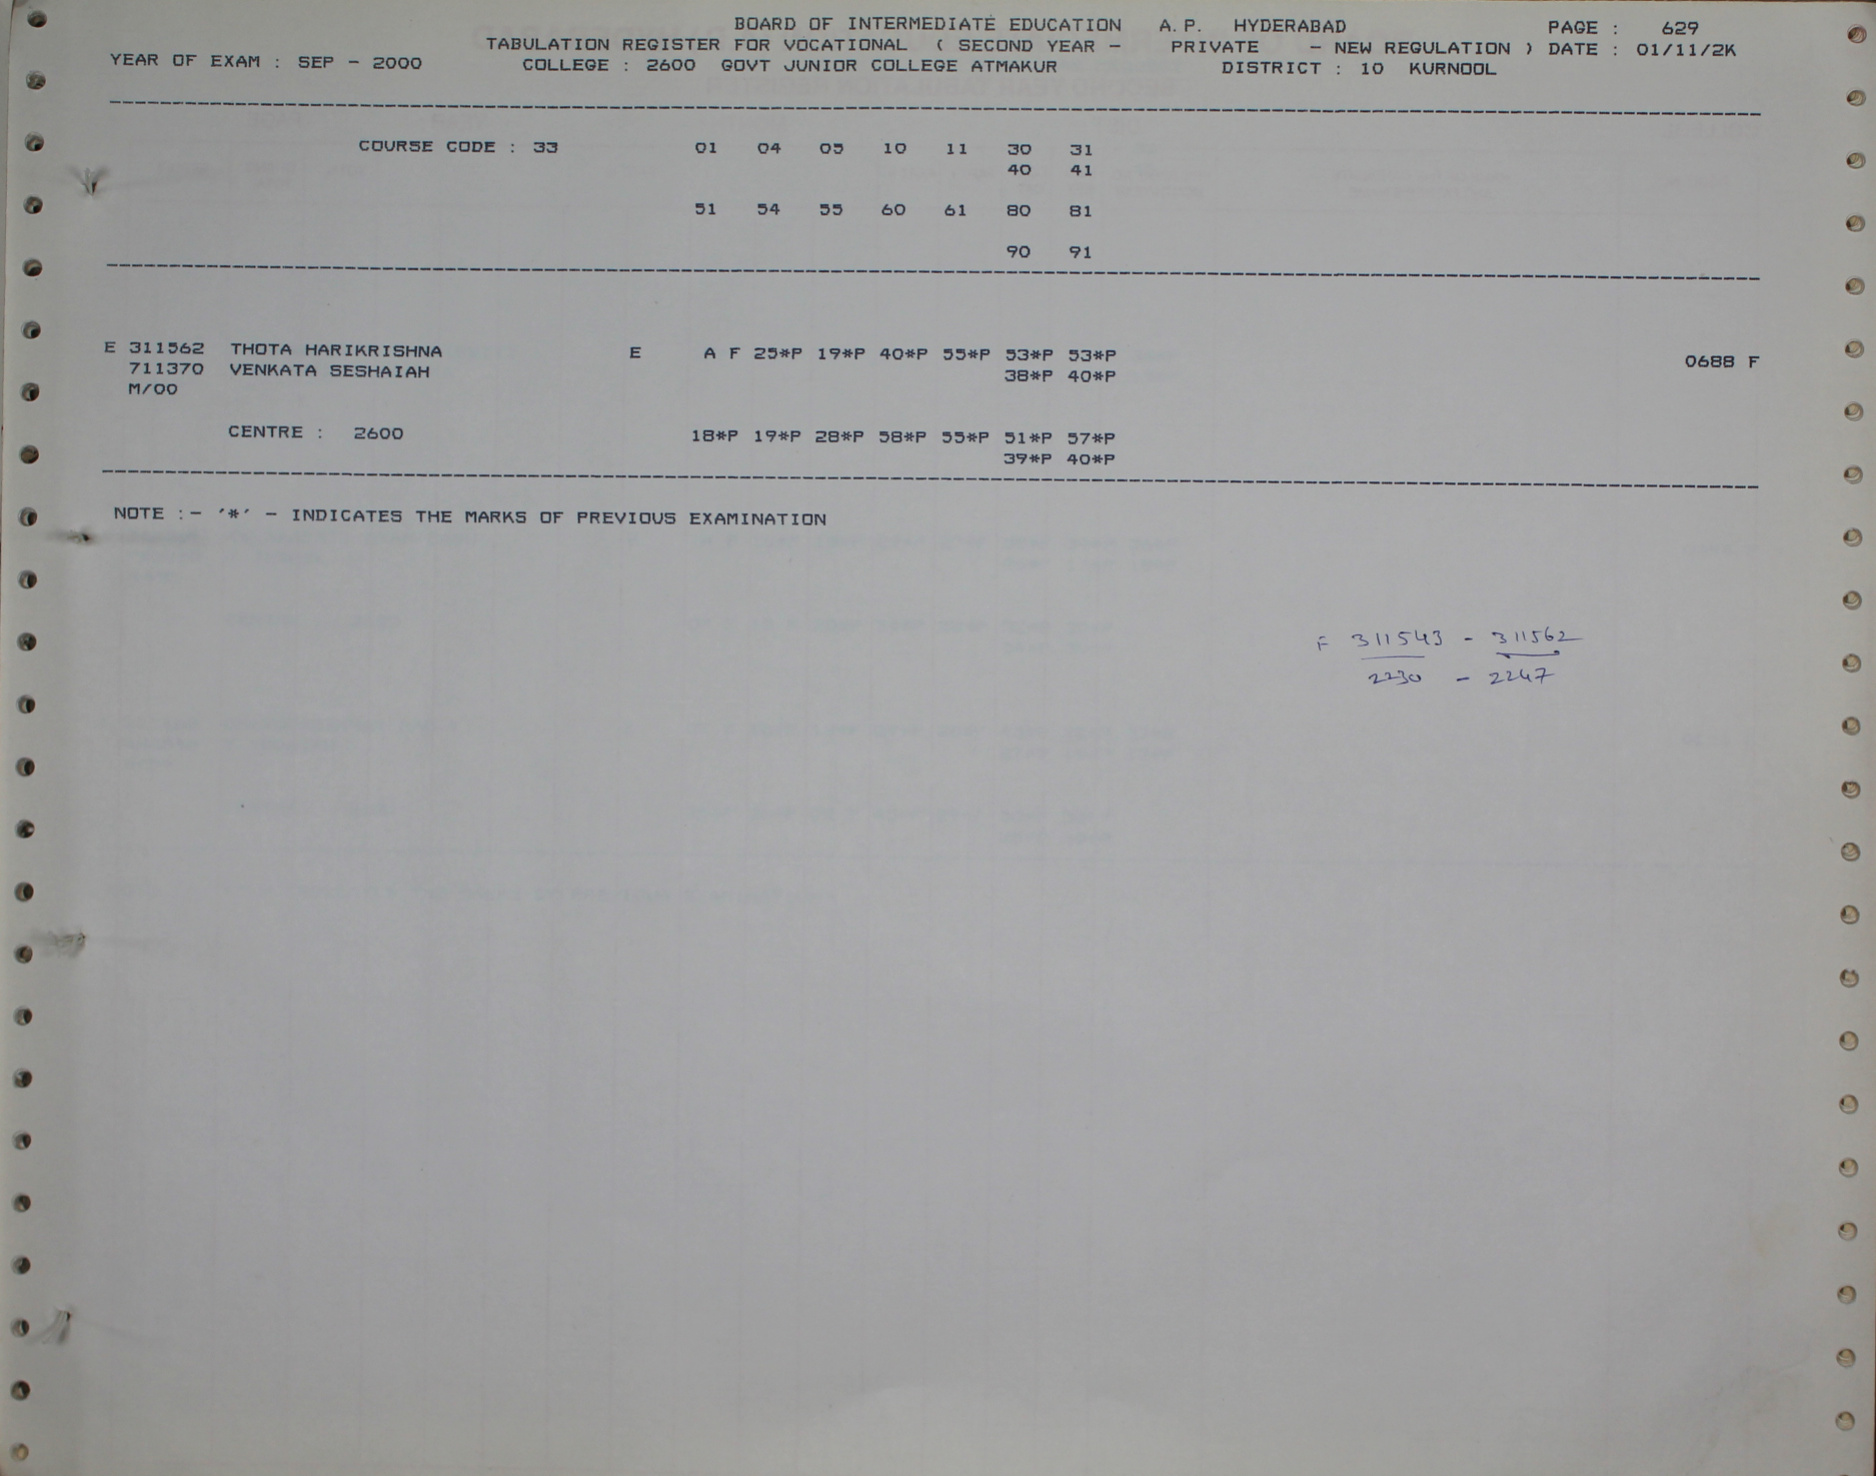 BOARD OF INTERMEDIATE EDUCATION A.P. HYDERABAD PAGE : 629
TABULATION REGISTER FOR VOCATIONAL ( SECOND YEAR - PRIVATE - NEW REGULATION ) DATE : 01/11/2K
YEAR OF EXAM : SEP - 2000 COLLEGE : 2600 GOVT JUNIOR COLLEGE ATMAKUR DISTRICT : 10 KURNOOL
COURSE CODE : 33 01 04 05 10 11 30 31
40 41
51 54 55 60 61 80 81
90 91
E 311562 THOTA HARIKRISHNA E A F 25*P 19*P 40*P 55*P 53*P 53*P 0688 F
711370 VENKATA SESHAIAH 38*P 40*P
M/00
CENTRE : 2600 18*P 19*P 28*P 58*P 55*P 51*P 57*P
39*P 40*P
NOTE :- '*' - INDICATES THE MARKS OF PREVIOUS EXAMINATION
F 311543 - 311562
2230 - 2247